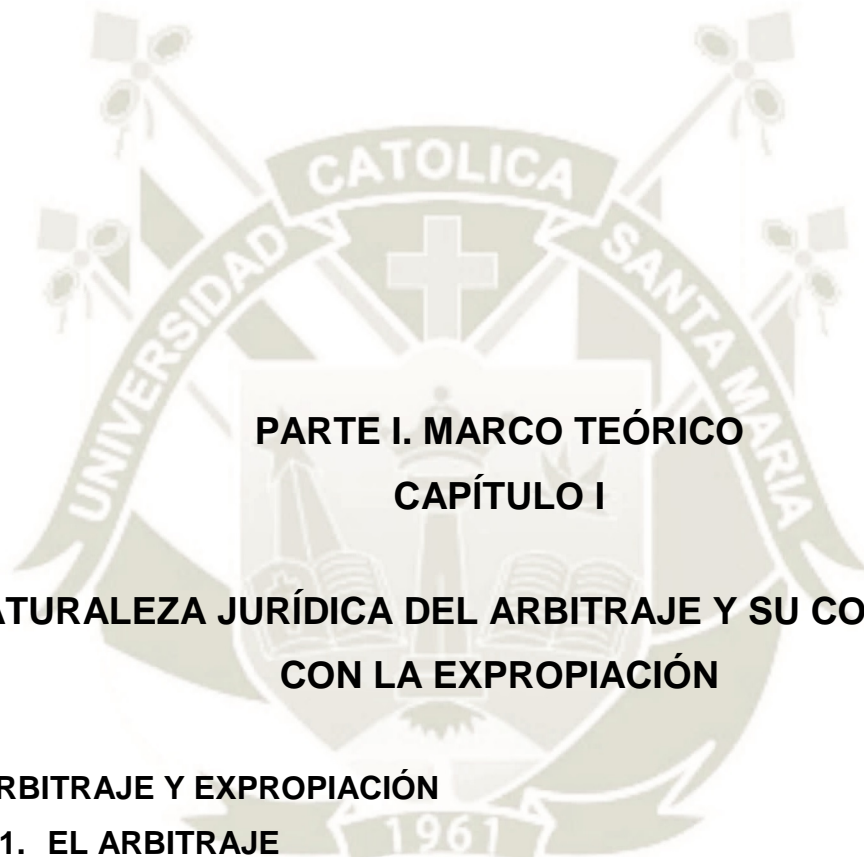 UNIVERSIDAD CATOLICA SANTA MARIA
PARTE I. MARCO TEÓRICO
CAPÍTULO I
ATURALEZA JURÍDICA DEL ARBITRAJE Y SU CO
CON LA EXPROPIACIÓN
RBITRAJE Y EXPROPIACIÓN
1. EL ARBITRAJE
1961